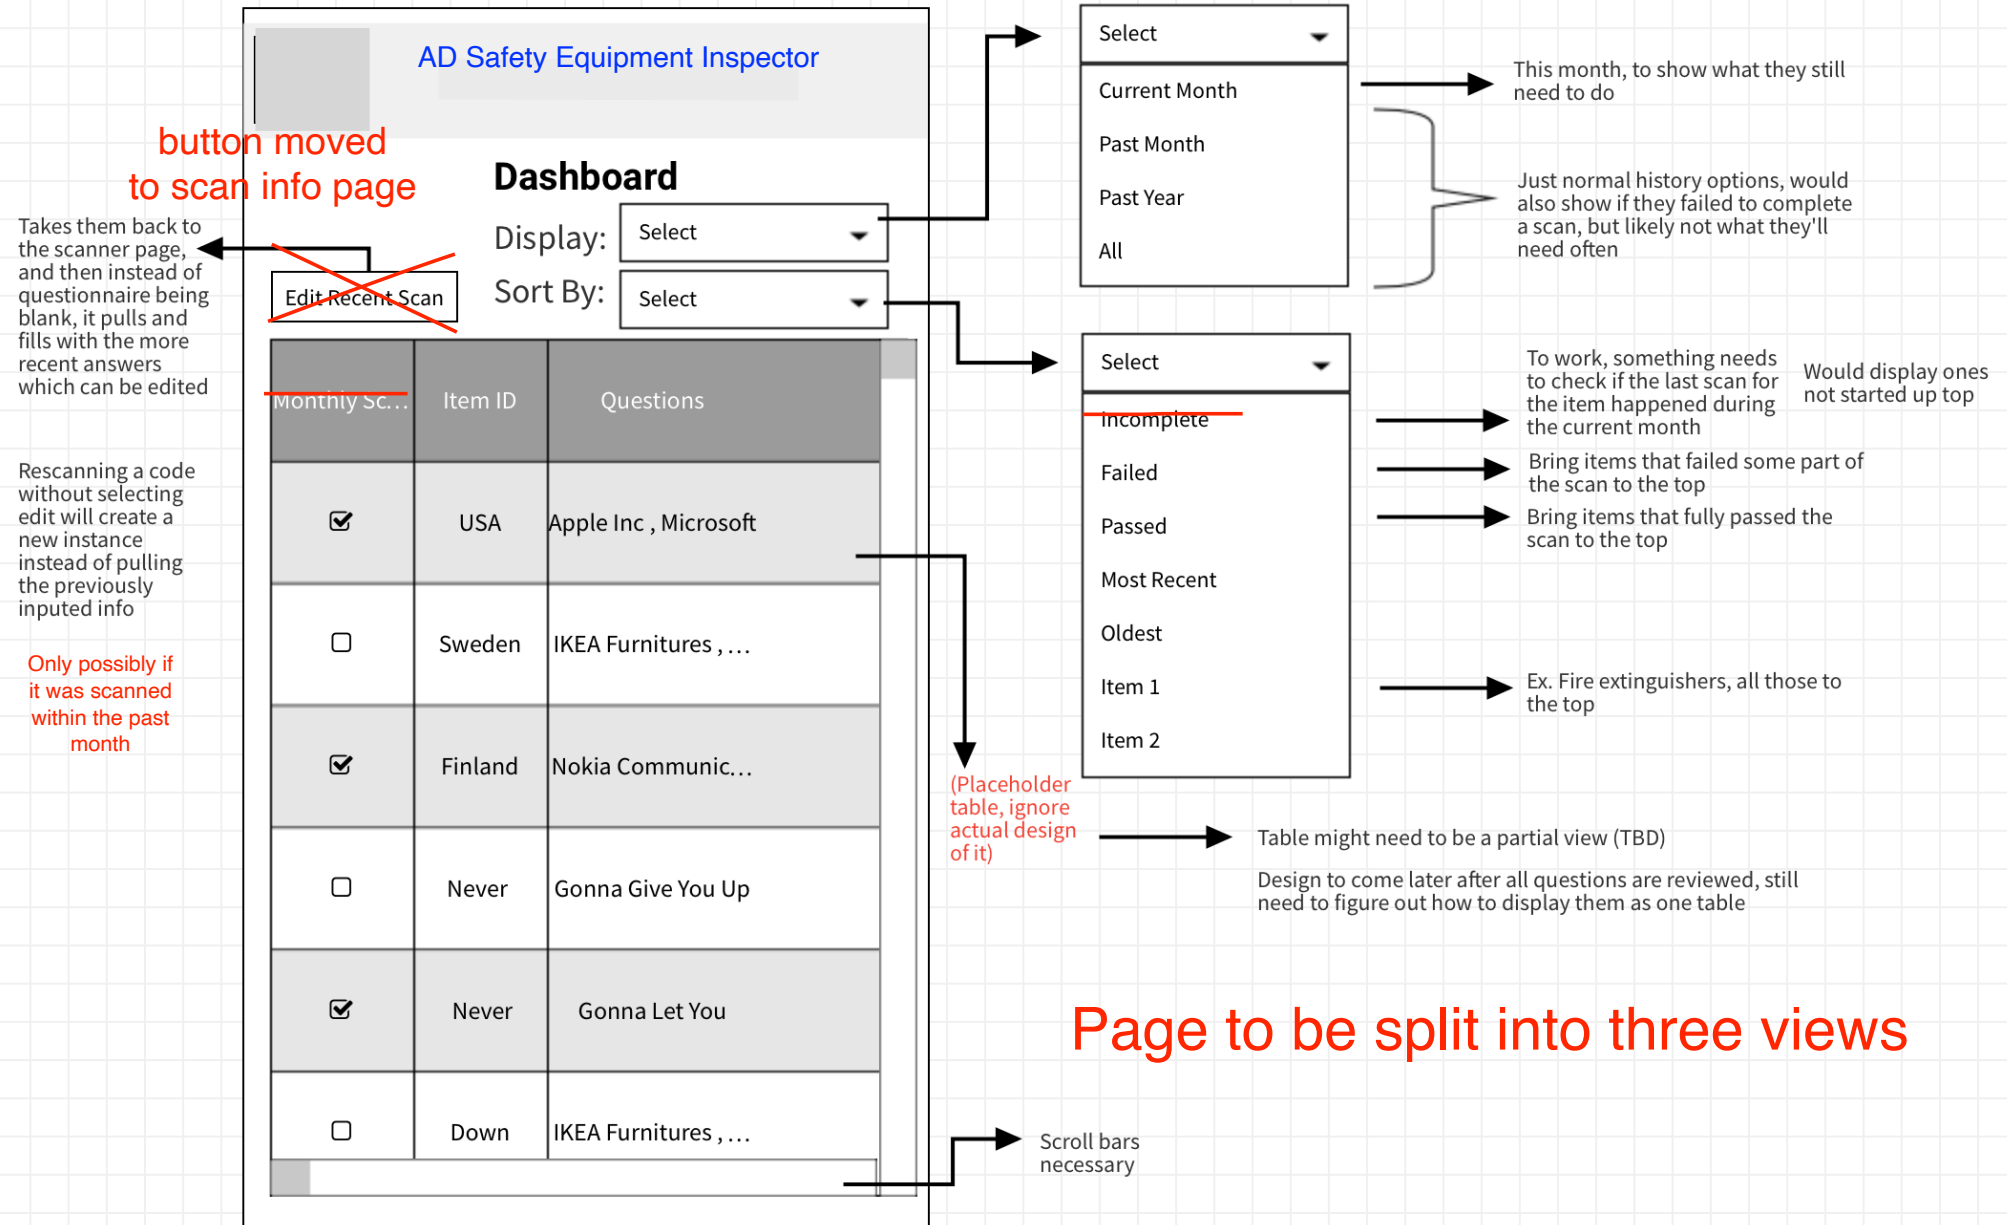 AD Safety Equipment Inspector
button moved
to scan info page
Dashboard
Display:
Select
Sort By:
Select
Edit Recent Scan
Takes them back to
the scanner page,
and then instead of
questionnaire being
blank, it pulls and
fills with the more
recent answers
which can be edited
Rescanning a code
without selecting
edit will create a
new instance
instead of pulling
the previously
inputed info
Only possibly if
it was scanned
within the past
month
Monthly Sc... Item ID Questions
USA Apple Inc , Microsoft
Sweden IKEA Furnitures , ...
Finland Nokia Communic...
Never Gonna Give You Up
Never Gonna Let You
Down IKEA Furnitures , ...
Select
Current Month
Past Month
Past Year
All
This month, to show what they still
need to do
Just normal history options, would
also show if they failed to complete
a scan, but likely not what they'll
need often
Select
Incomplete
Failed
Passed
Most Recent
Oldest
Item 1
Item 2
To work, something needs
to check if the last scan for
the item happened during
the current month
Would display ones
not started up top
Bring items that failed some part of
the scan to the top
Bring items that fully passed the
scan to the top
Ex. Fire extinguishers, all those to
the top
(Placeholder
table, ignore
actual design
of it)
Table might need to be a partial view (TBD)
Design to come later after all questions are reviewed, still
need to figure out how to display them as one table
Page to be split into three views
Scroll bars
necessary